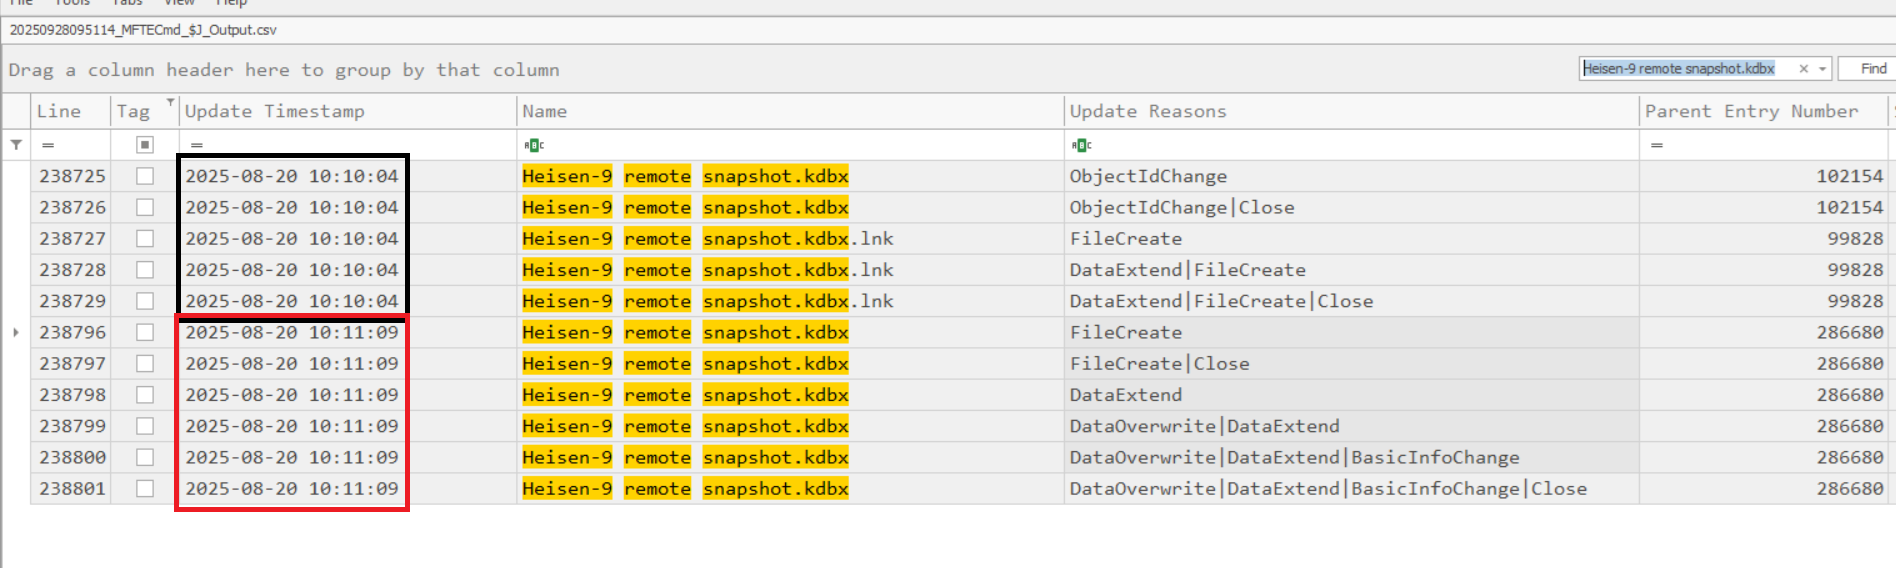 File Tools Tabs View Help
20250928095114_MFTECmd_$J_Output.csv
Drag a column header here to group by that column
Heisen-9 remote snapshot.kdbx × Find
Line Tag Update Timestamp Name Update Reasons Parent Entry Number
= = ABC ABC =
238725 2025-08-20 10:10:04 Heisen-9 remote snapshot.kdbx ObjectIdChange 102154
238726 2025-08-20 10:10:04 Heisen-9 remote snapshot.kdbx ObjectIdChange|Close 102154
238727 2025-08-20 10:10:04 Heisen-9 remote snapshot.kdbx.lnk FileCreate 99828
238728 2025-08-20 10:10:04 Heisen-9 remote snapshot.kdbx.lnk DataExtend|FileCreate 99828
238729 2025-08-20 10:10:04 Heisen-9 remote snapshot.kdbx.lnk DataExtend|FileCreate|Close 99828
238796 2025-08-20 10:11:09 Heisen-9 remote snapshot.kdbx FileCreate 286680
238797 2025-08-20 10:11:09 Heisen-9 remote snapshot.kdbx FileCreate|Close 286680
238798 2025-08-20 10:11:09 Heisen-9 remote snapshot.kdbx DataExtend 286680
238799 2025-08-20 10:11:09 Heisen-9 remote snapshot.kdbx DataOverwrite|DataExtend 286680
238800 2025-08-20 10:11:09 Heisen-9 remote snapshot.kdbx DataOverwrite|DataExtend|BasicInfoChange 286680
238801 2025-08-20 10:11:09 Heisen-9 remote snapshot.kdbx DataOverwrite|DataExtend|BasicInfoChange|Close 286680